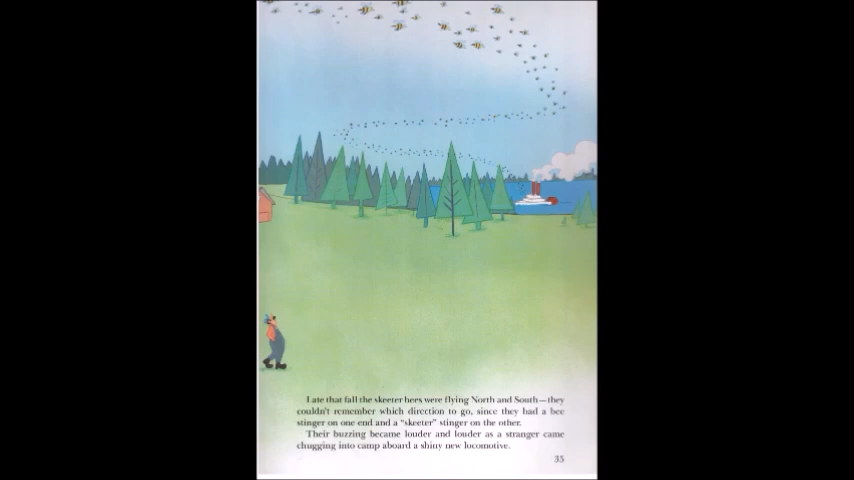 Late that fall the skeeter bees were flying North and South—they
couldn't remember which direction to go, since they had a bee
stinger on one end and a "skeeter" stinger on the other.
Their buzzing became louder and louder as a stranger came
chugging into camp aboard a shiny new locomotive.
35